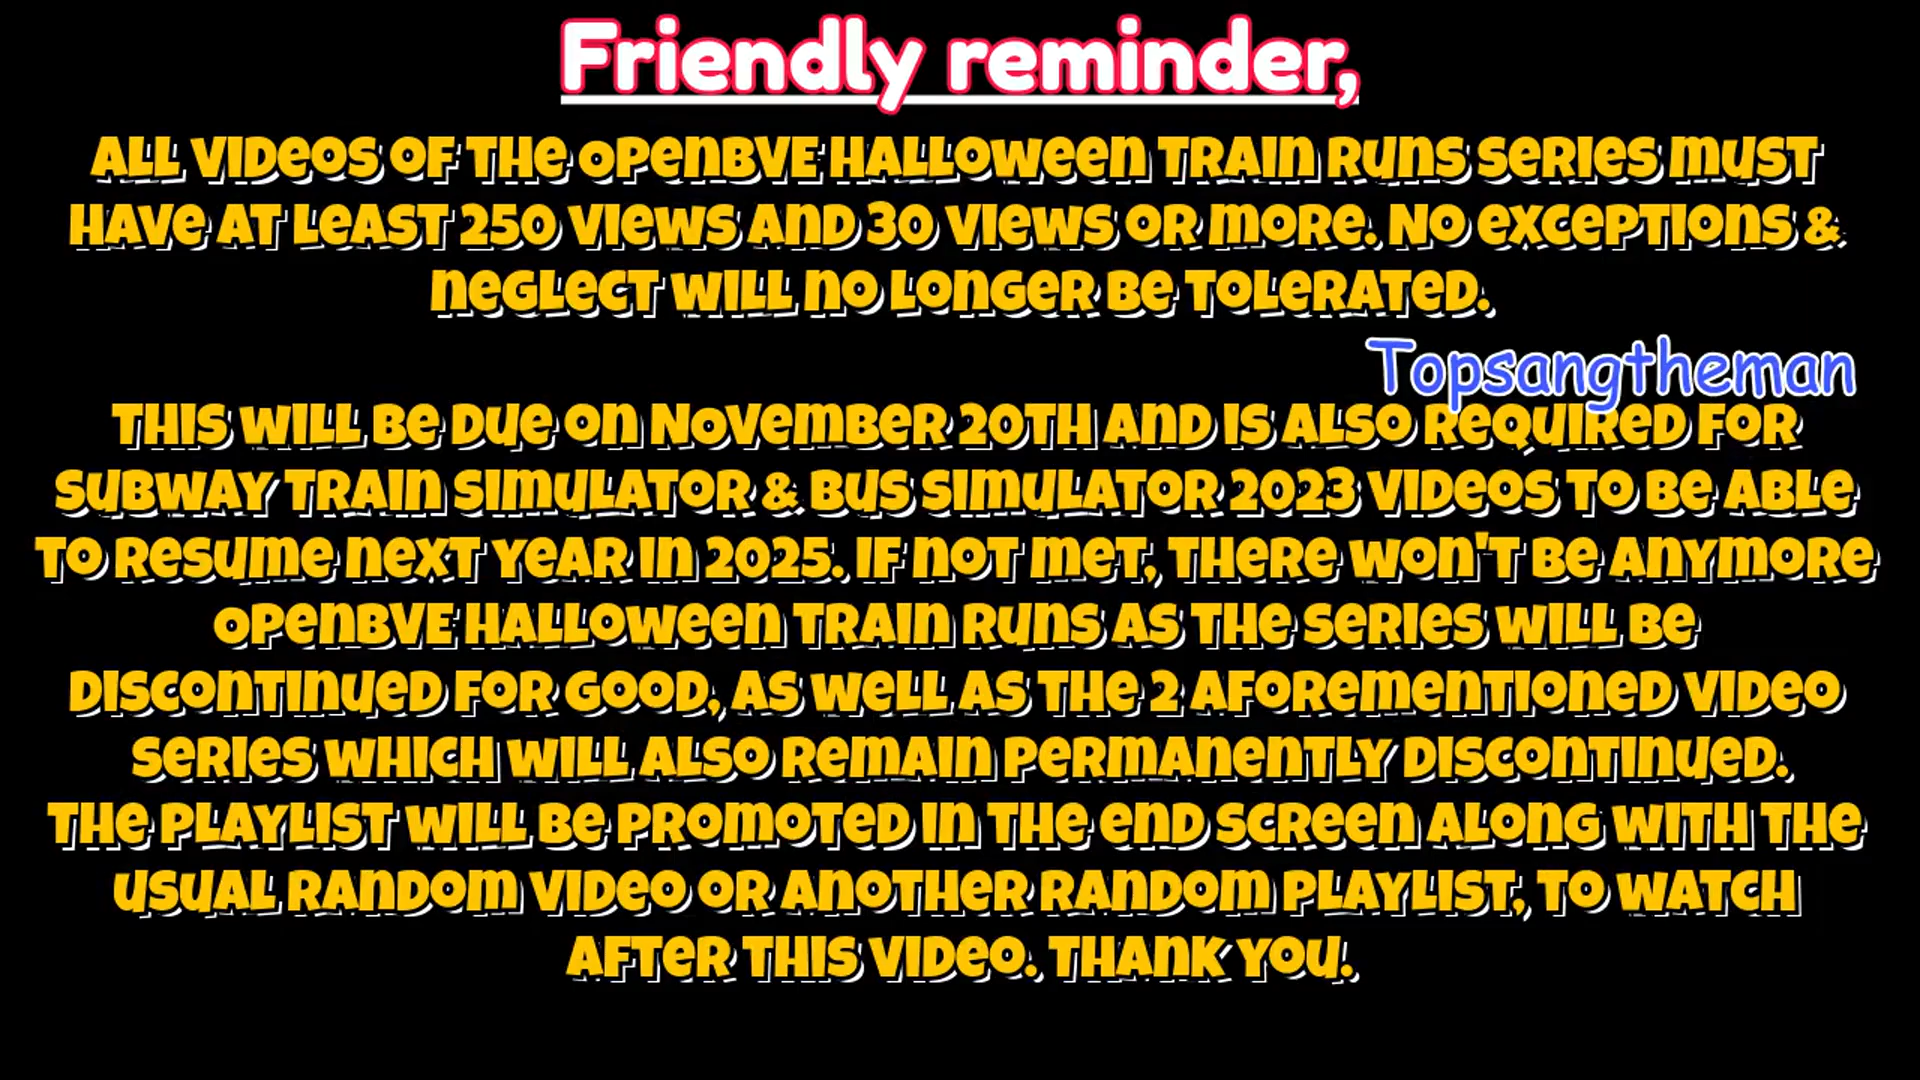 Friendly reminder,
All videos of the openBVE Halloween Train Runs series must
have at least 250 views and 30 views or more. No exceptions &
neglect will no longer be tolerated.
Topsangtheman
This will be due on November 20th and is also required for
Subway Train Simulator & Bus Simulator 2023 videos to be able
to resume next year in 2025. If not met, there won't be anymore
openBVE Halloween Train Runs as the series will be
discontinued for good, as well as the 2 aforementioned video
series which will also remain permanently discontinued.
The playlist will be promoted in the end screen along with the
usual random video or another random playlist, to watch
after this video. Thank you.